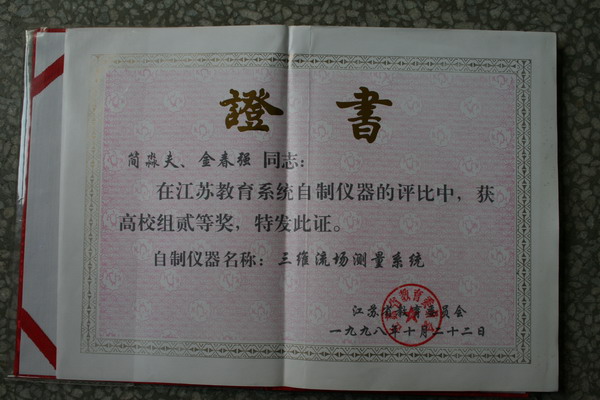 證書
简淼夫、金春强 同志：
在江苏教育系统自制仪器的评比中，获
高校组贰等奖，特发此证。
自制仪器名称：三维流场测量系统
江苏省教育委员会
一九九八年十月二十二日